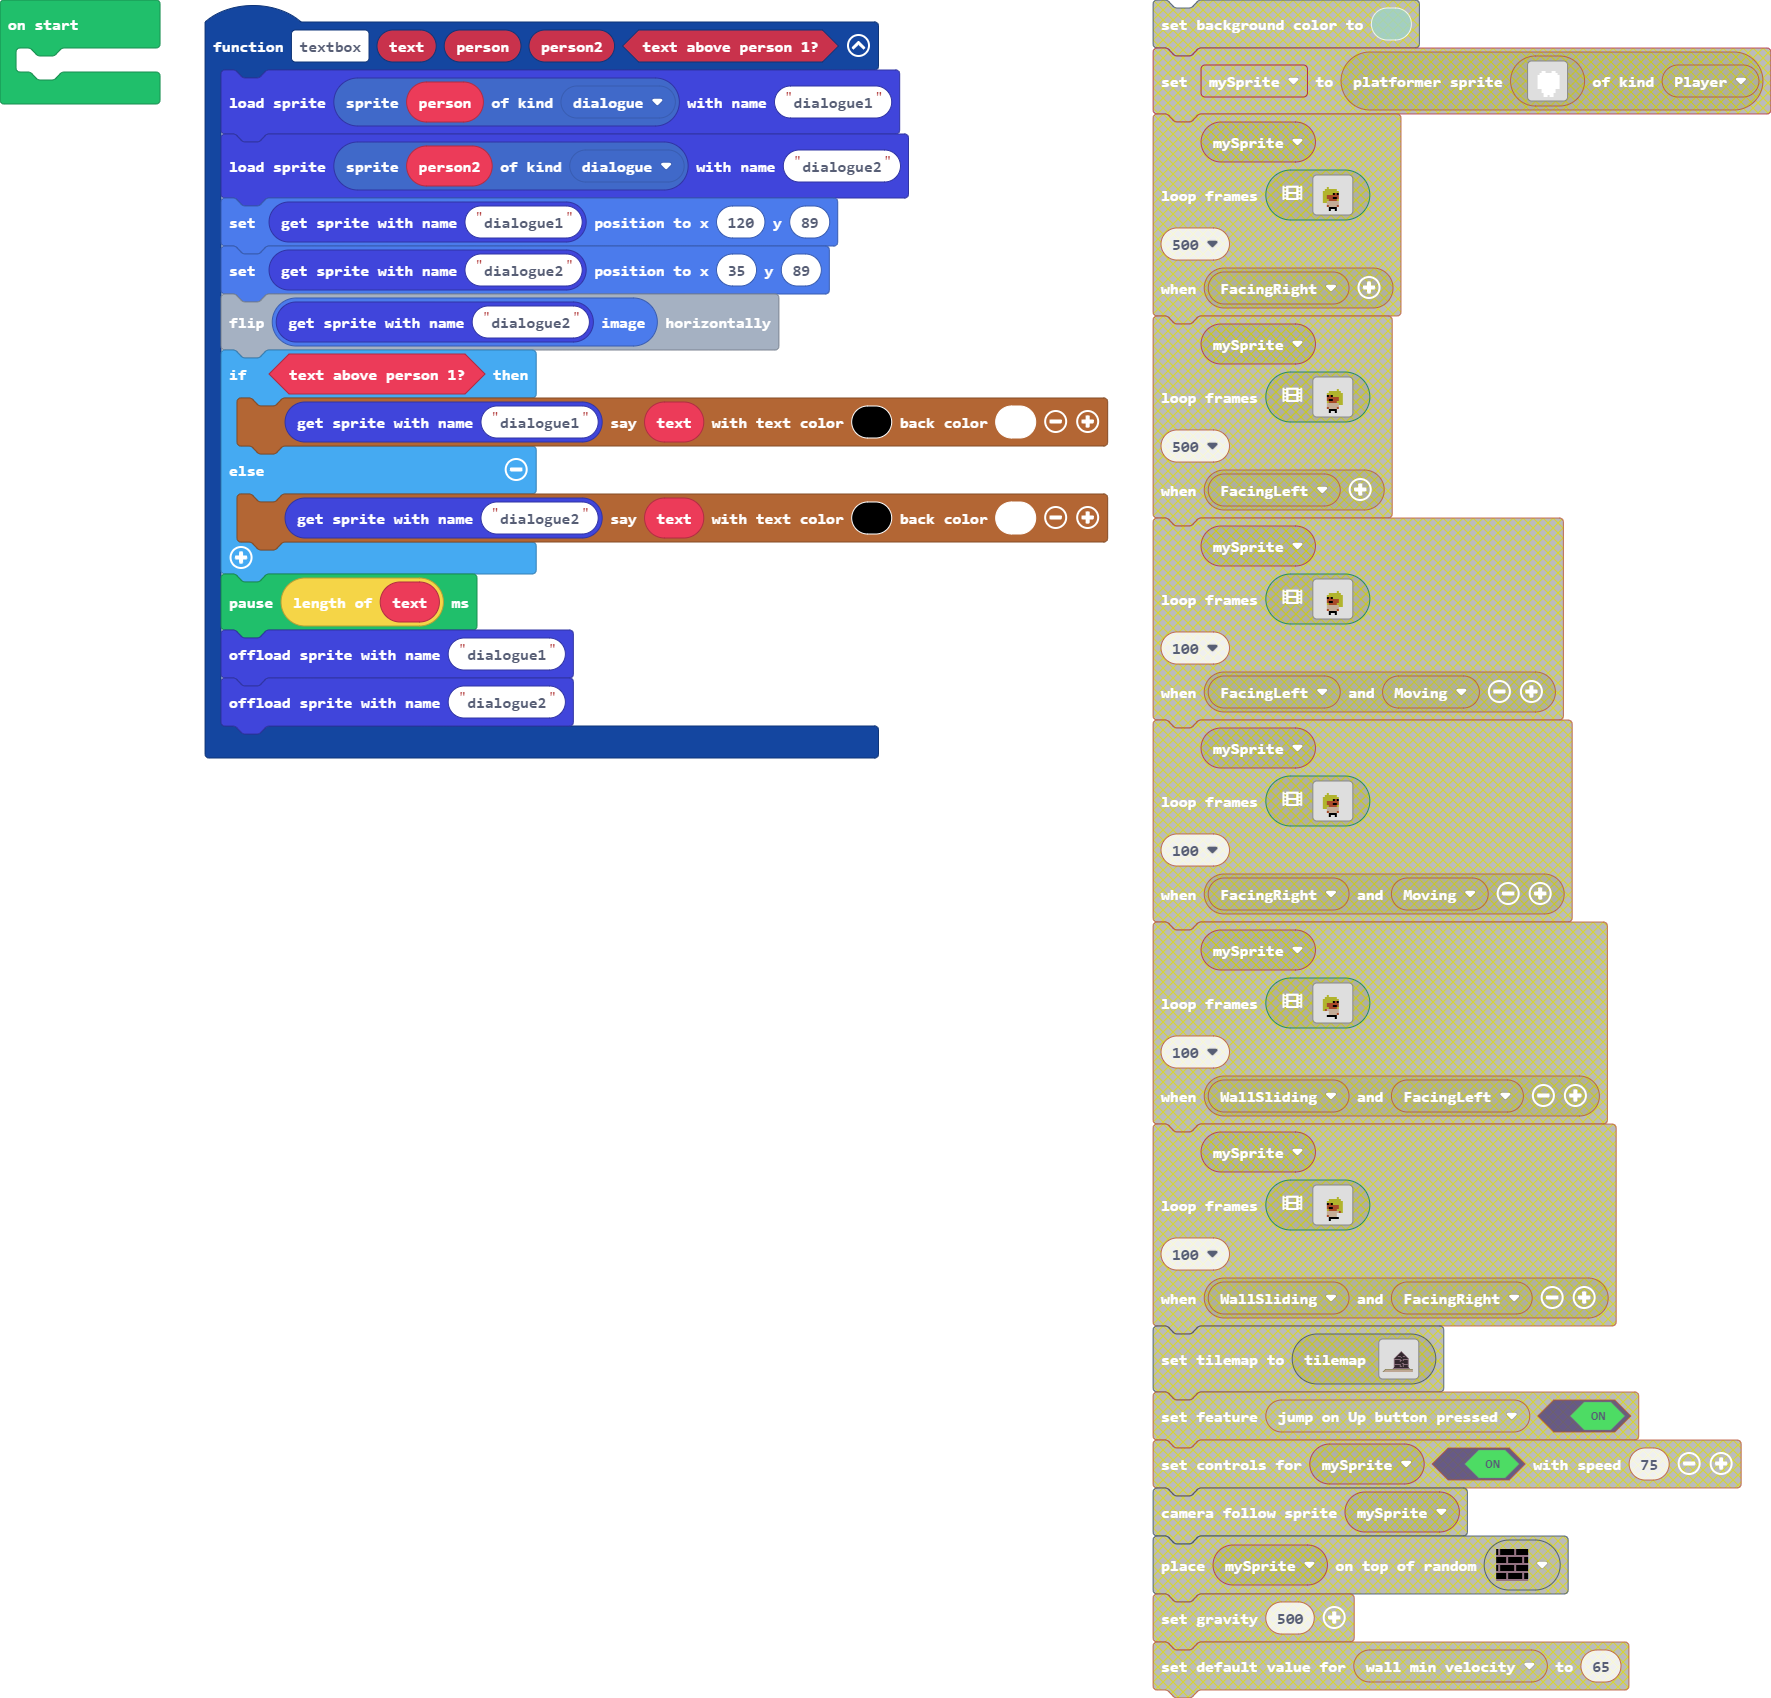 on start
function textbox text person person2 text above person 1?
load sprite sprite person of kind dialogue with name "dialogue1"
load sprite sprite person2 of kind dialogue with name "dialogue2"
set get sprite with name "dialogue1" position to x 120 y 89
set get sprite with name "dialogue2" position to x 35 y 89
flip get sprite with name "dialogue2" image horizontally
if text above person 1? then
get sprite with name "dialogue1" say text with text color back color
else
get sprite with name "dialogue2" say text with text color back color
pause length of text ms
offload sprite with name "dialogue1"
offload sprite with name "dialogue2"
set background color to
set mySprite to platformer sprite of kind Player
mySprite
loop frames
500
when FacingRight
mySprite
loop frames
500
when FacingLeft
mySprite
loop frames
100
when FacingLeft and Moving
mySprite
loop frames
100
when FacingRight and Moving
mySprite
loop frames
100
when WallSliding and FacingLeft
mySprite
loop frames
100
when WallSliding and FacingRight
set tilemap to tilemap
set feature jump on Up button pressed ON
set controls for mySprite ON with speed 75
camera follow sprite mySprite
place mySprite on top of random
set gravity 500
set default value for wall min velocity to 65